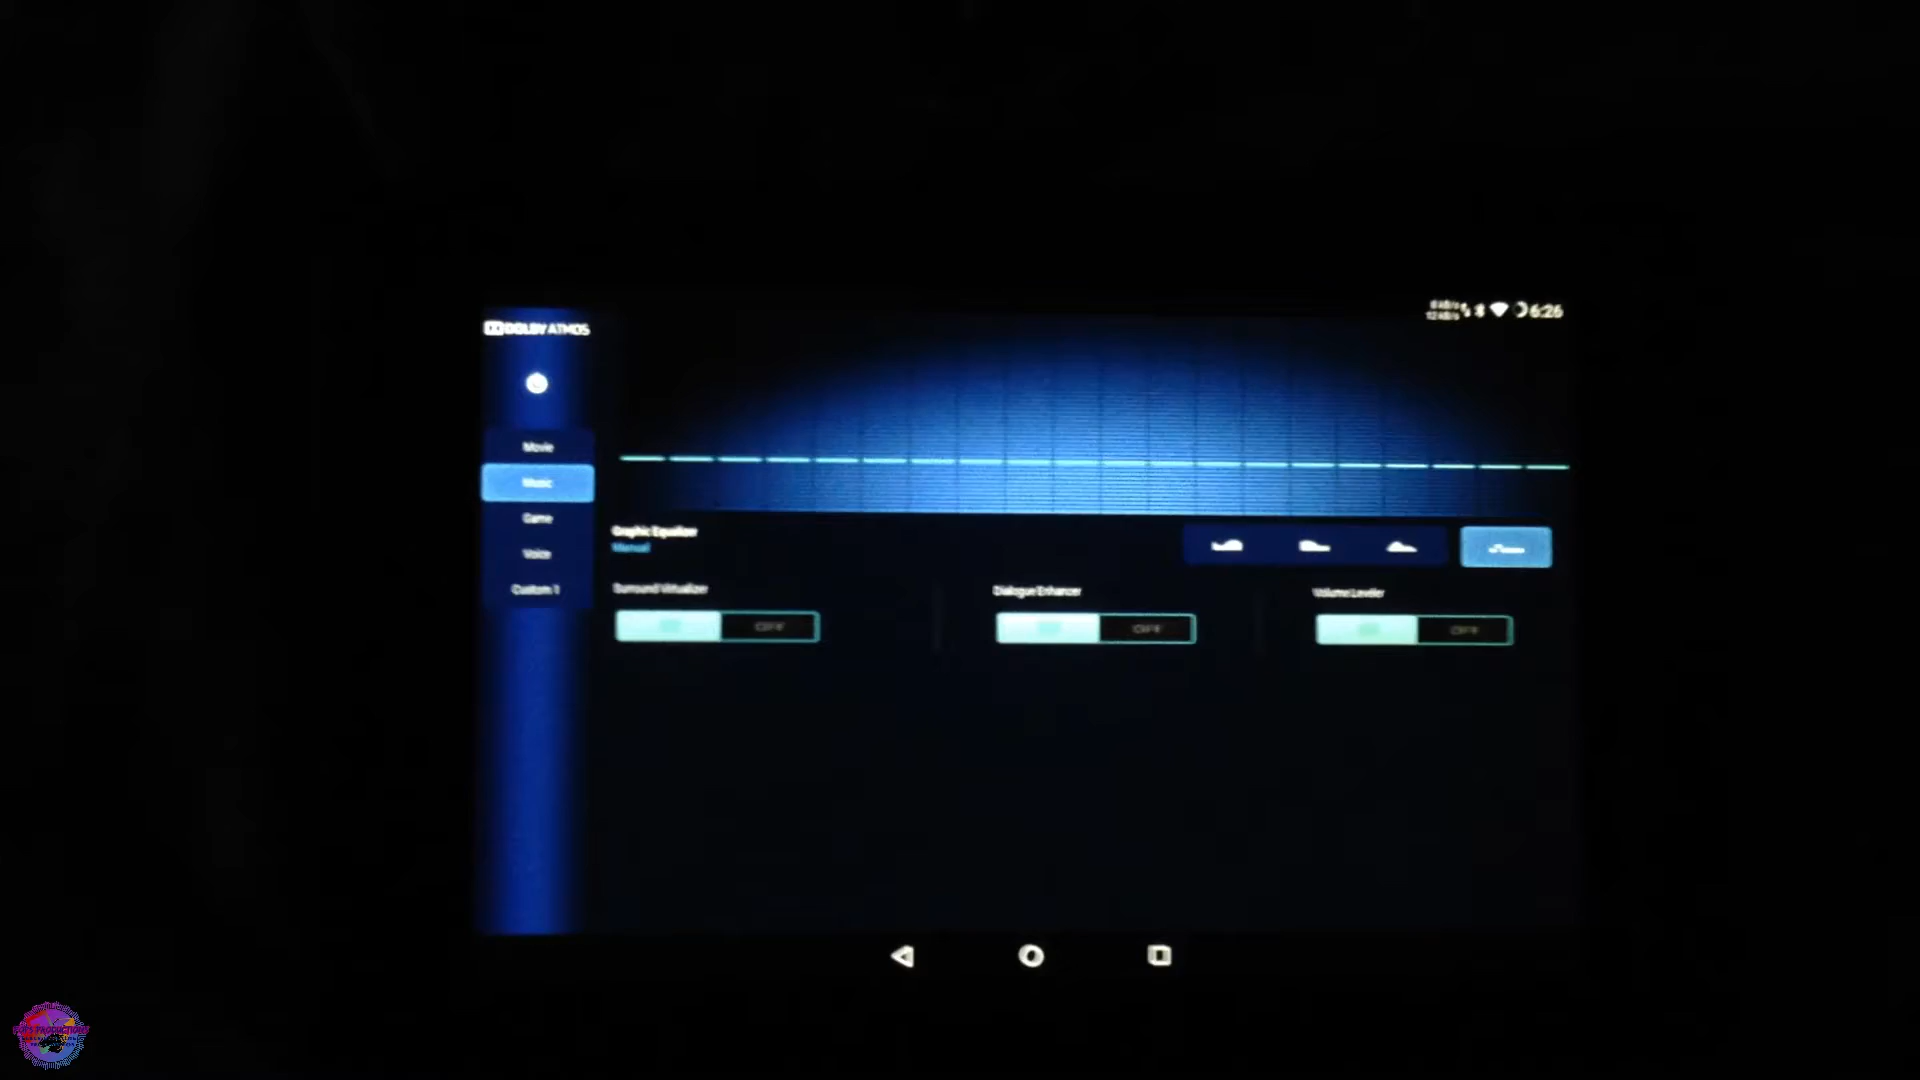 DOLBY ATMOS
6:26
Movie
Music
Game
Voice
Custom 1
Graphic Equalizer
Manual
Surround Virtualizer
Dialogue Enhancer
Volume Leveler
OFF
OFF
OFF